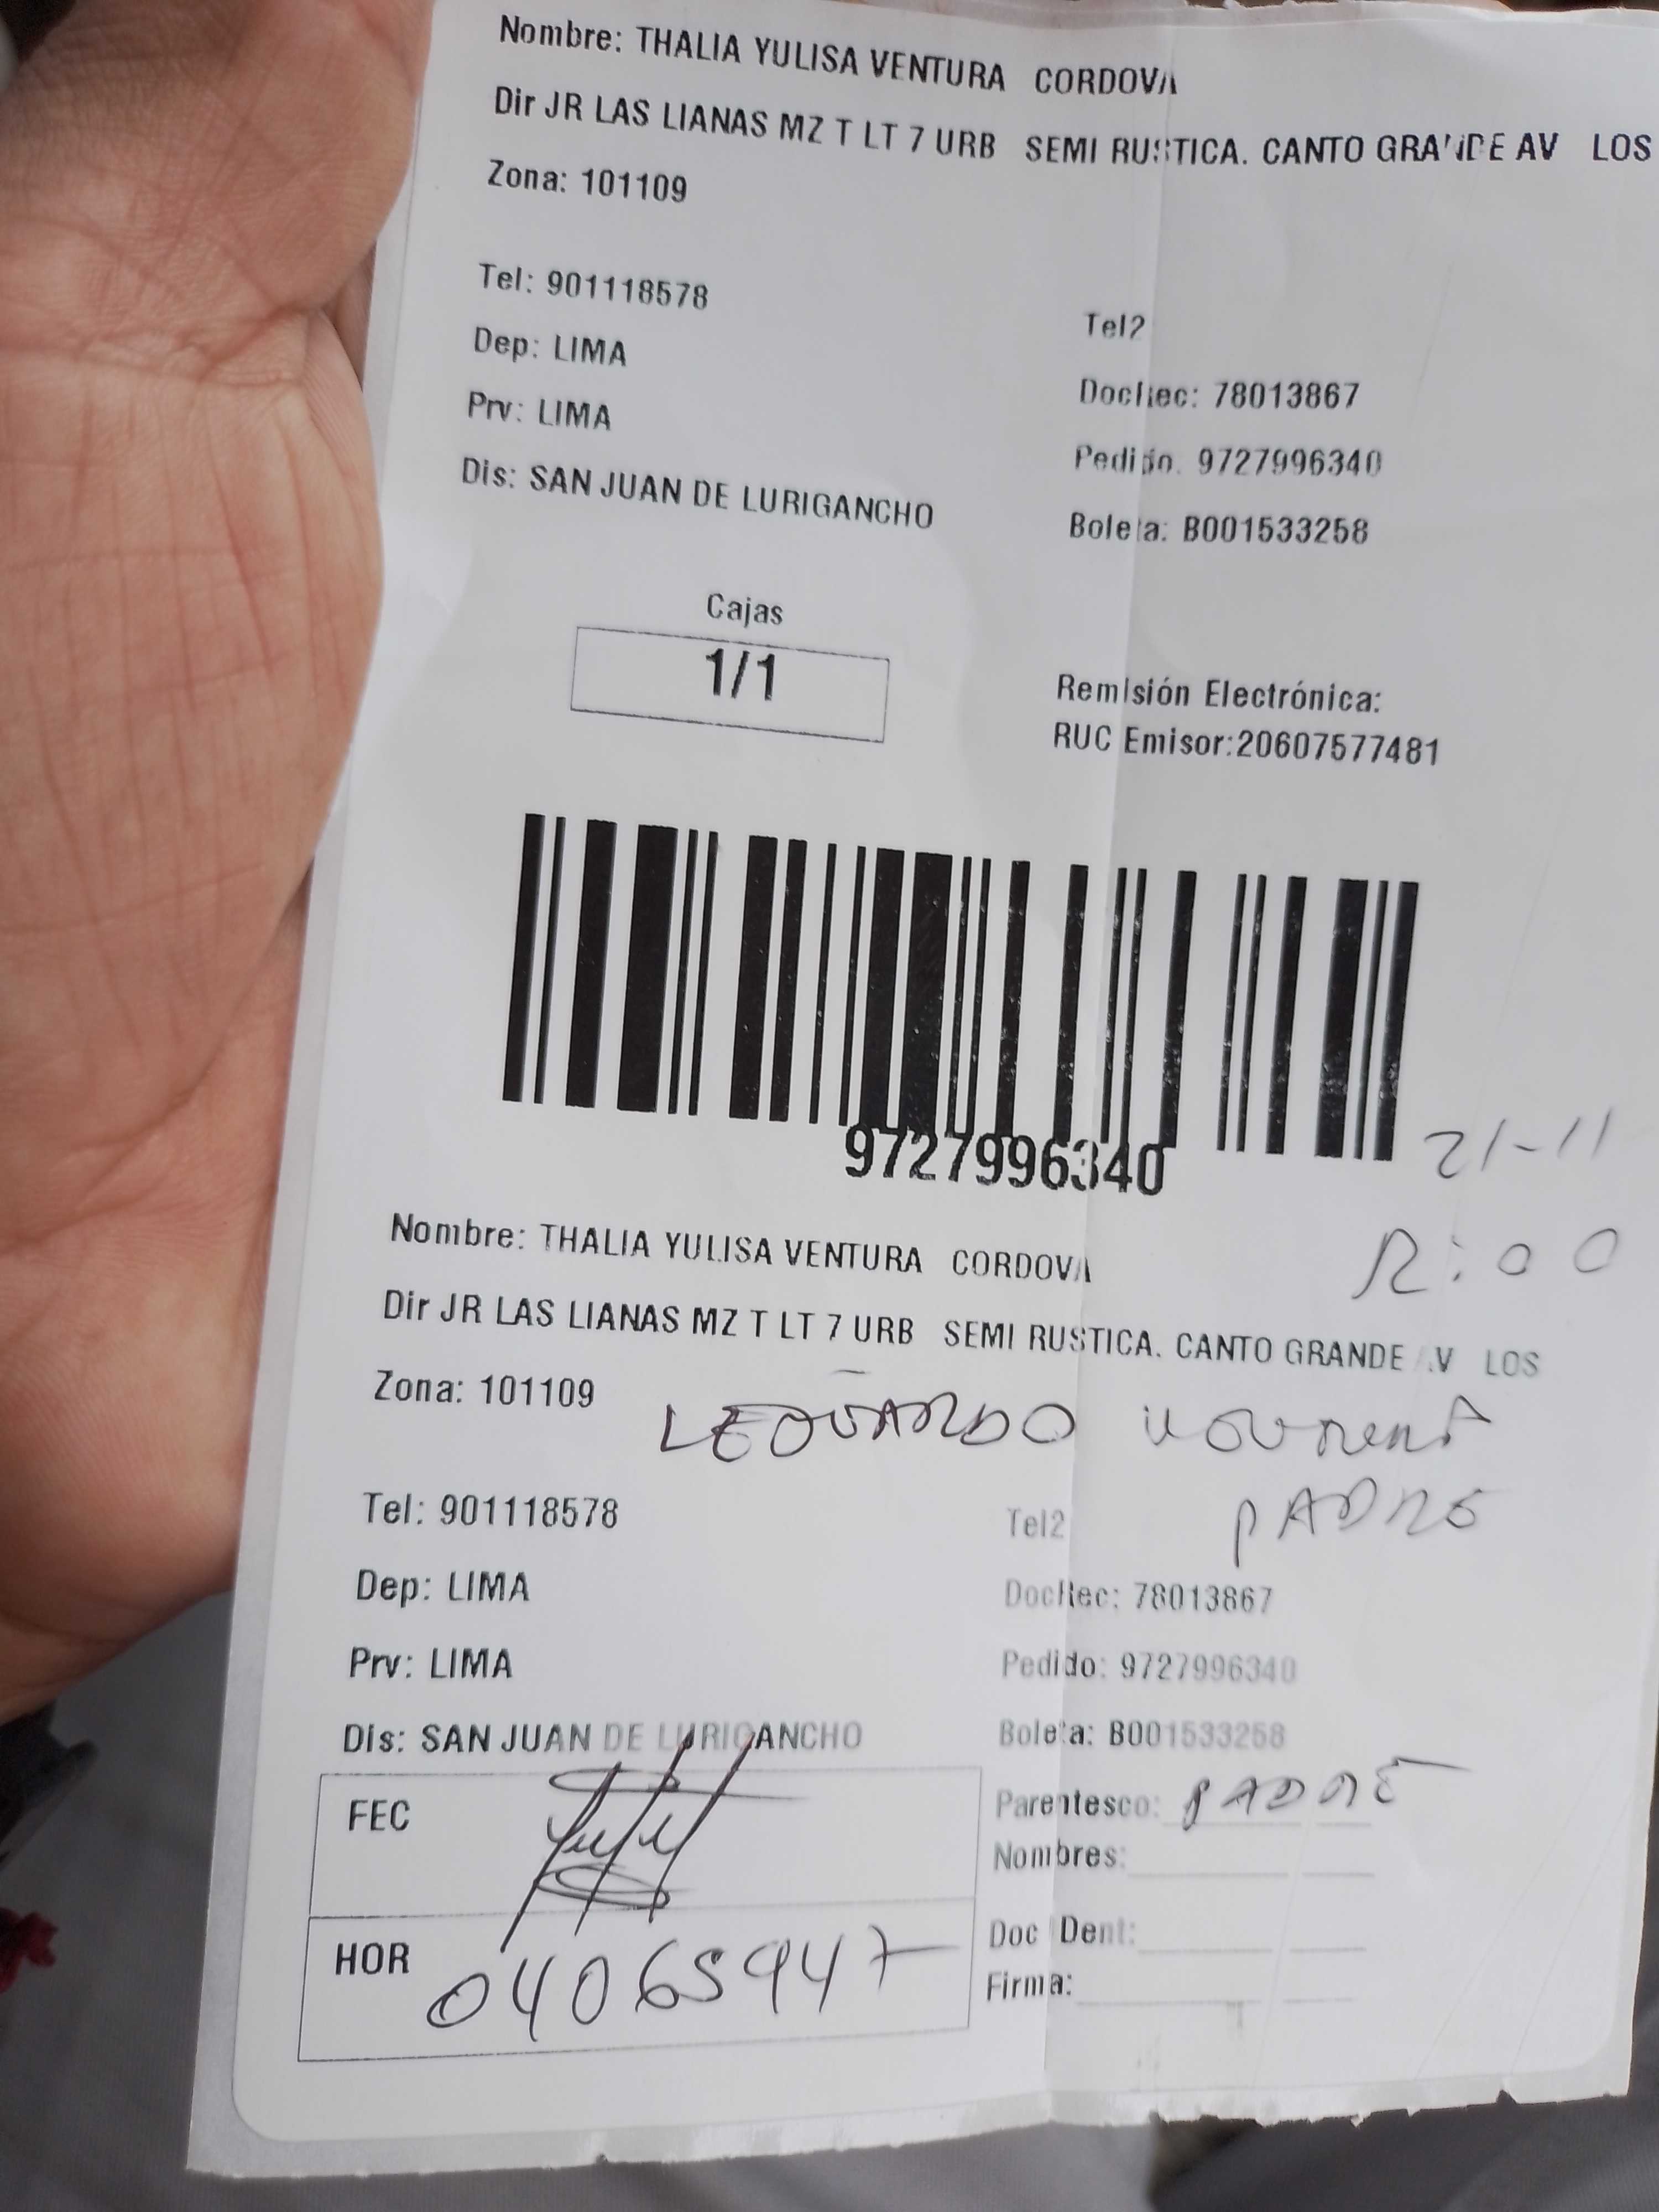 Nombre: THALIA YULISA VENTURA CORDOVA
Dir JR LAS LIANAS MZ T LT 7 URB SEMI RUSTICA. CANTO GRANDE AV LOS
Zona: 101109
Tel: 901118578
Tel2
Dep: LIMA
DocRec: 78013867
Prv: LIMA
Pedido: 9727996340
Dis: SAN JUAN DE LURIGANCHO
Boleta: B001533258
Cajas
1/1
Remisión Electrónica:
RUC Emisor:20607577481
9727996340
21-11
Nombre: THALIA YULISA VENTURA CORDOVA
12:00
Dir JR LAS LIANAS MZ T LT 7 URB SEMI RUSTICA. CANTO GRANDE AV LOS
Zona: 101109
LEONARDO
PADRE
Tel: 901118578
Tel2
Dep: LIMA
DocRec: 78013867
Prv: LIMA
Pedido: 9727996340
Dis: SAN JUAN DE LURIGANCHO
Boleta: B001533258
FEC
Parentesco: PADRE
Nombres:
HOR 04065947
Doc Dent:
Firma: